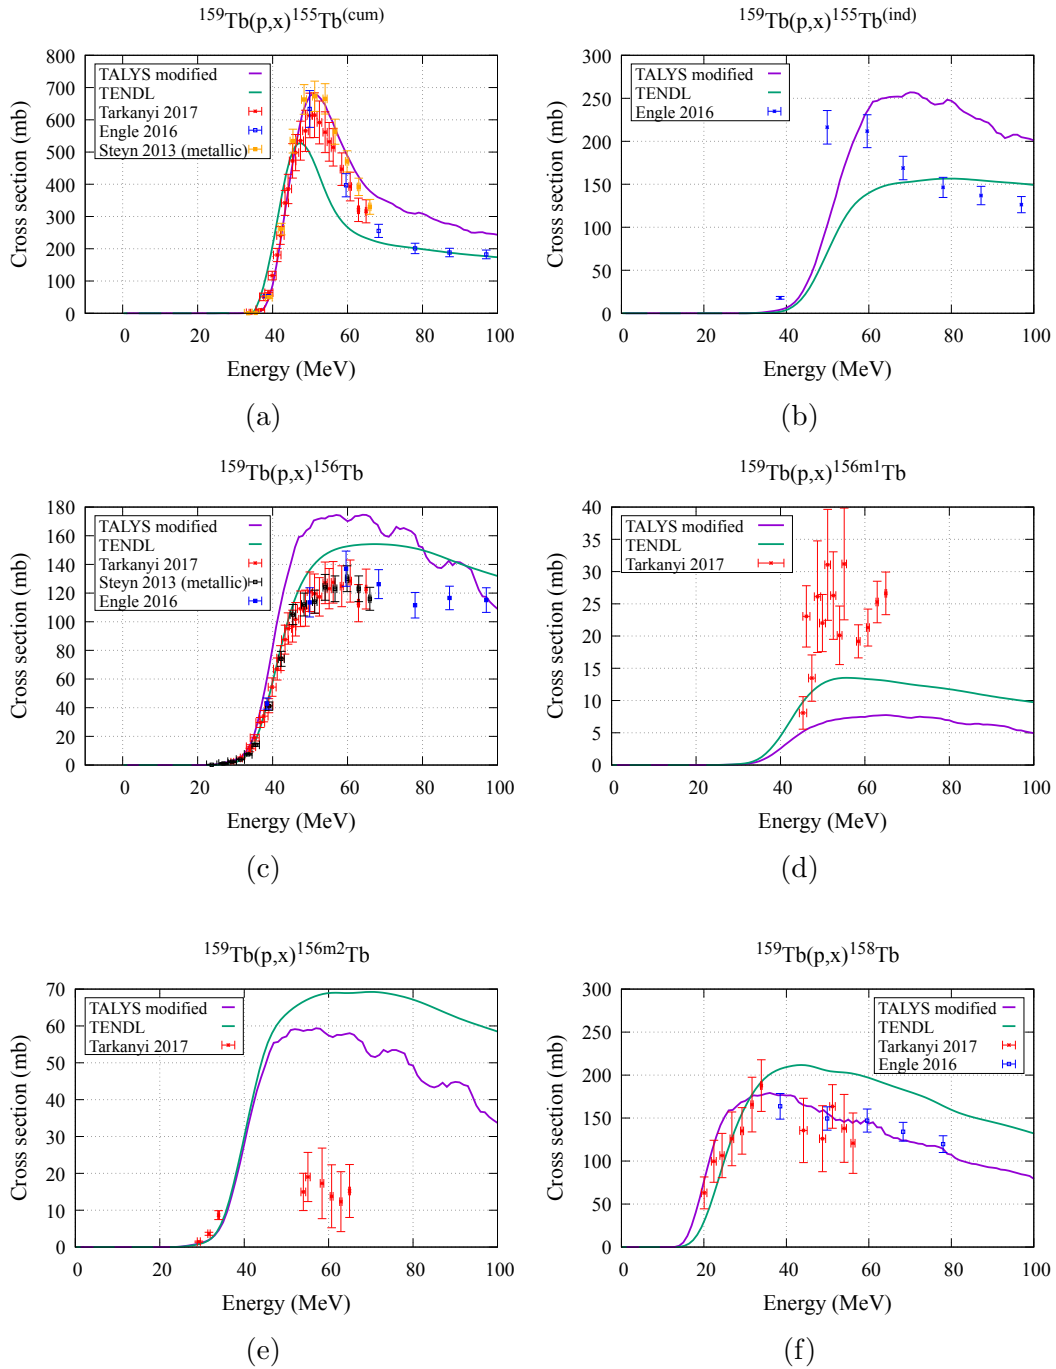 159Tb(p,x)155Tb(cum)
Cross section (mb)
800
700
600
500
400
300
200
100
0
TALYS modified
TENDL
Tarkanyi 2017
Engle 2016
Steyn 2013 (metallic)
0 20 40 60 80 100
Energy (MeV)
(a)
159Tb(p,x)155Tb(ind)
Cross section (mb)
300
250
200
150
100
50
0
TALYS modified
TENDL
Engle 2016
0 20 40 60 80 100
Energy (MeV)
(b)
159Tb(p,x)156Tb
Cross section (mb)
180
160
140
120
100
80
60
40
20
0
TALYS modified
TENDL
Tarkanyi 2017
Steyn 2013 (metallic)
Engle 2016
0 20 40 60 80 100
Energy (MeV)
(c)
159Tb(p,x)156m1Tb
Cross section (mb)
40
35
30
25
20
15
10
5
0
TALYS modified
TENDL
Tarkanyi 2017
0 20 40 60 80 100
Energy (MeV)
(d)
159Tb(p,x)156m2Tb
Cross section (mb)
70
60
50
40
30
20
10
0
TALYS modified
TENDL
Tarkanyi 2017
0 20 40 60 80 100
Energy (MeV)
(e)
159Tb(p,x)158Tb
Cross section (mb)
300
250
200
150
100
50
0
TALYS modified
TENDL
Tarkanyi 2017
Engle 2016
0 20 40 60 80 100
Energy (MeV)
(f)